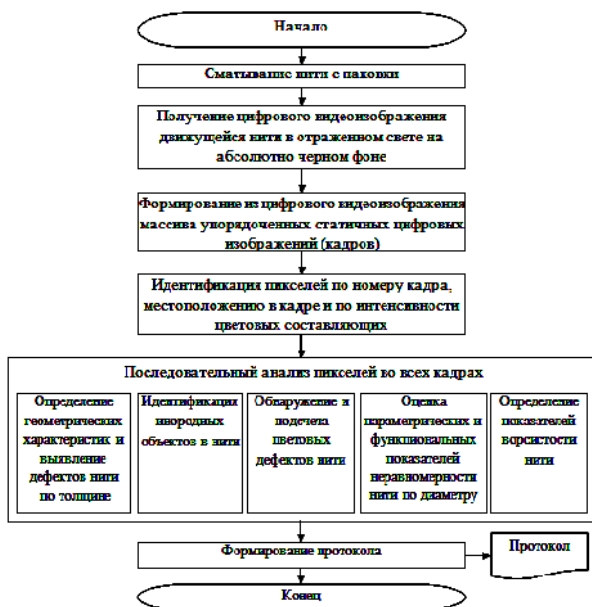 Начало
Сматывание нити с паковки
Получение цифрового видеоизображения
движущейся нити в отраженном свете на
абсолютно черном фоне
Формирование из цифрового видеоизображения
массива упорядоченных статичных цифровых
изображений (кадров)
Идентификация пикселей по номеру кадра,
местоположению в кадре и по интенсивности
цветовых составляющих
Последовательный анализ пикселей во всех кадрах
Определение
геометрических
характеристик и
выявление
дефектов нити
по толщине
Идентификация
инородных
объектов в нити
Обнаружение и
подсчета
цветовых
дефектов нити
Оценка
параметрических и
функциональных
показателей
неравномерности
нити по диаметру
Определение
показателей
ворсистости
нити
Формирование протокола
Протокол
Конец